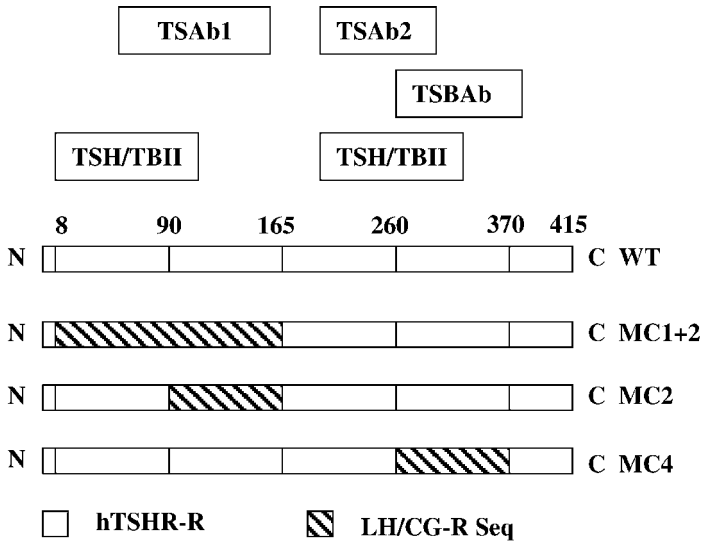 TSAb1 TSAb2
TSBAb
TSH/TBII TSH/TBII
8 90 165 260 370 415
N C WT
N C MC1+2
N C MC2
N C MC4
hTSHR-R LH/CG-R Seq